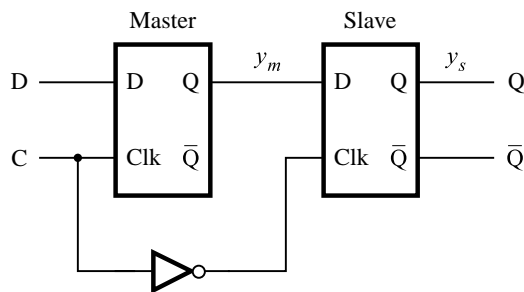 Master Slave
D D Q y_m D Q y_s Q
C Clk Q̅ Clk Q̅ Q̅